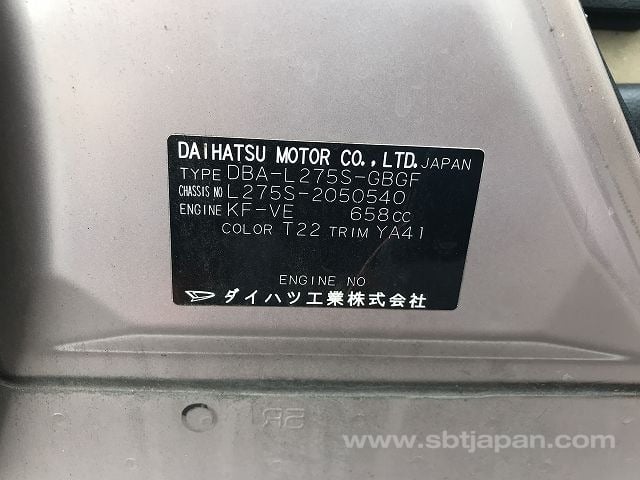 DAIHATSU MOTOR CO.,LTD. JAPAN
TYPE DBA-L275S-GBGF
CHASSIS NO L275S-2050540
ENGINE KF-VE 658CC
COLOR T22 TRIM YA41
ENGINE NO
ダイハツ工業株式会社
www.sbtjapan.com